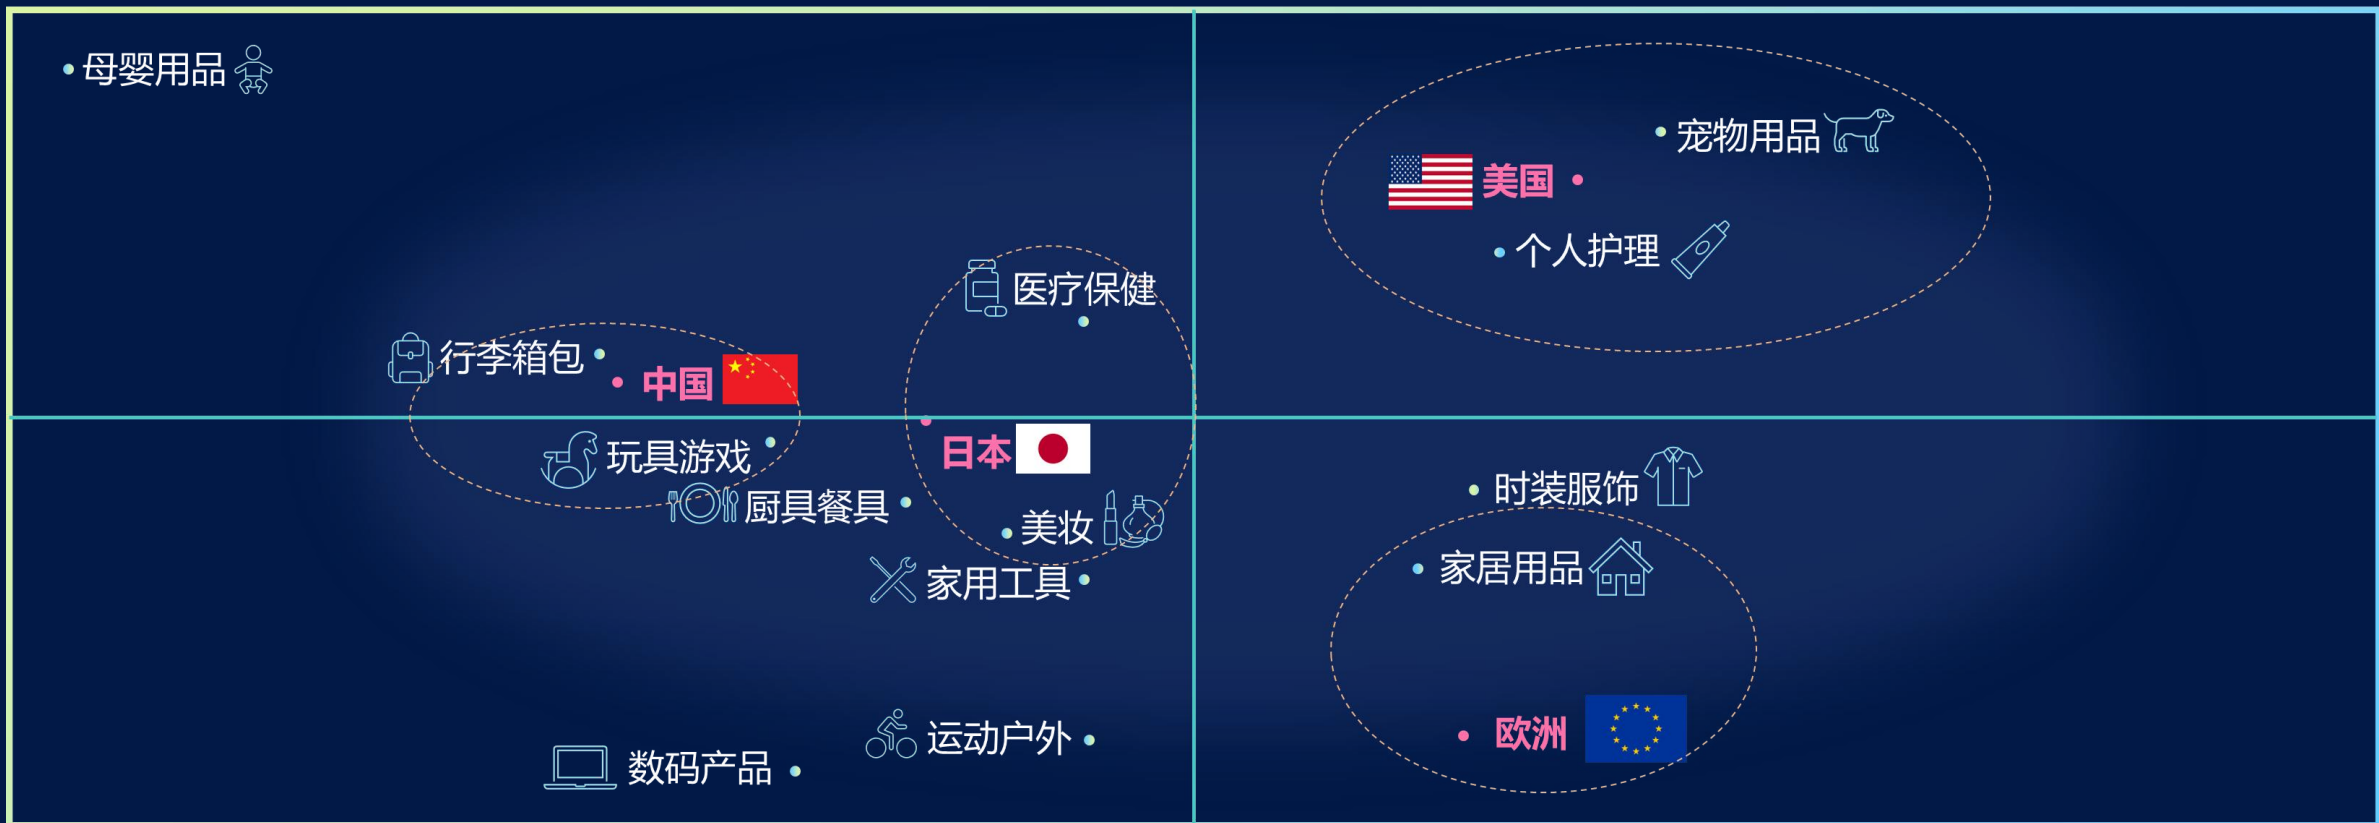 母婴用品
宠物用品
美国
个人护理
医疗保健
行李箱包
中国
日本
玩具游戏
厨具餐具
美妆
家用工具
时装服饰
家居用品
欧洲
运动户外
数码产品